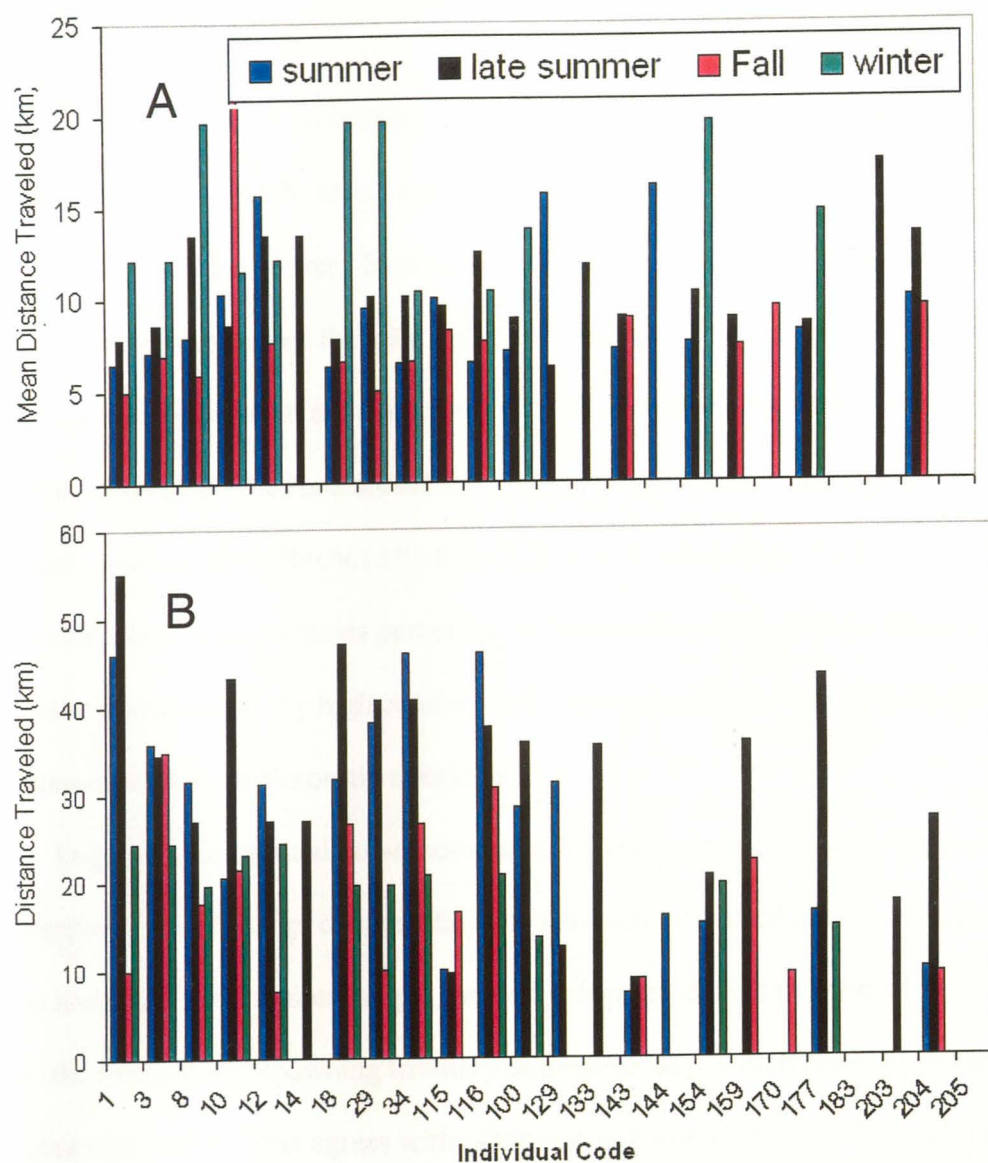 25
20
15
10
5
0
Mean Distance Traveled (km)
A
summer late summer Fall winter
60
50
40
30
20
10
0
Distance Traveled (km)
B
1 3 8 10 12 14 18 29 34 115 116 100 129 133 143 144 154 159 170 177 183 203 204 205
Individual Code